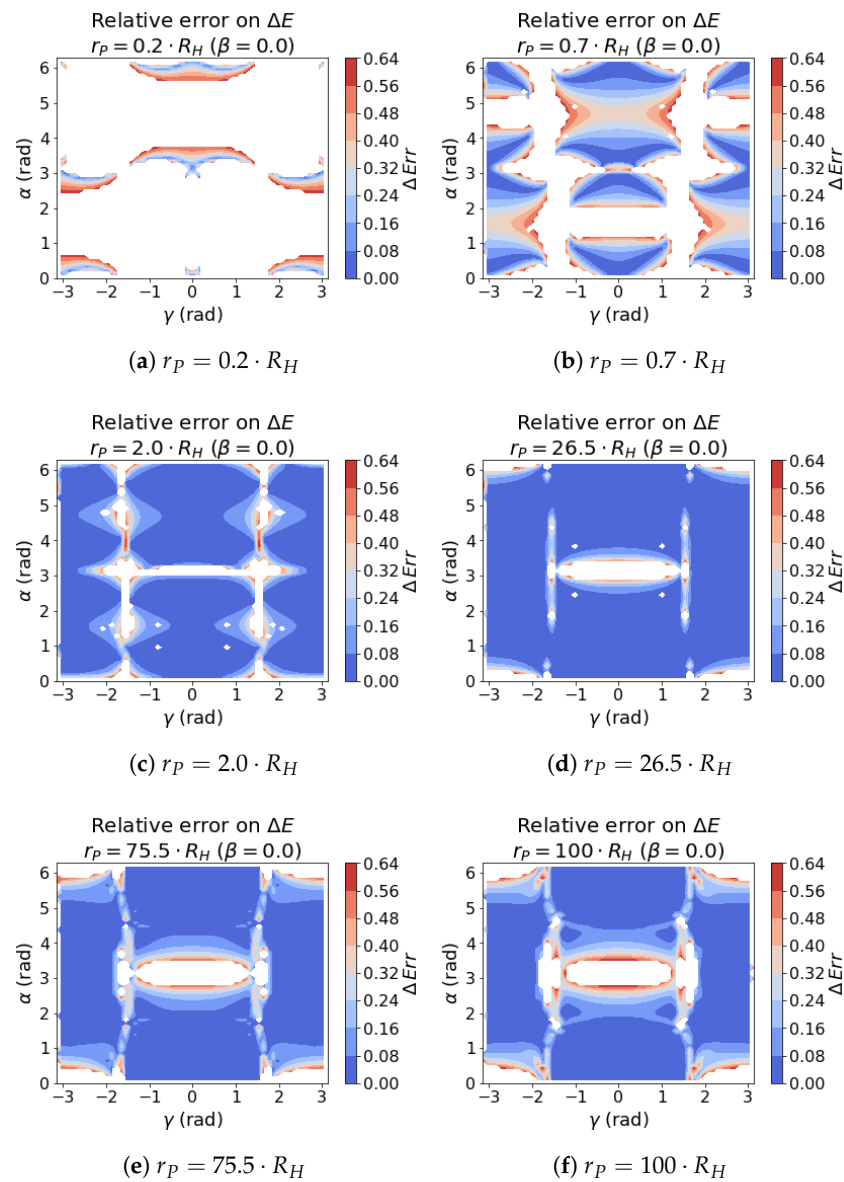 Relative error on ΔE
r_P = 0.2 · R_H (β = 0.0)
0.64
0.56
0.48
0.40
0.32
0.24
0.16
0.08
0.00
ΔErr
6
5
4
3
2
1
0
α (rad)
−3 −2 −1 0 1 2 3
γ (rad)
(a) r_P = 0.2 · R_H
Relative error on ΔE
r_P = 0.7 · R_H (β = 0.0)
0.64
0.56
0.48
0.40
0.32
0.24
0.16
0.08
0.00
ΔErr
6
5
4
3
2
1
0
α (rad)
−3 −2 −1 0 1 2 3
γ (rad)
(b) r_P = 0.7 · R_H
Relative error on ΔE
r_P = 2.0 · R_H (β = 0.0)
0.64
0.56
0.48
0.40
0.32
0.24
0.16
0.08
0.00
ΔErr
6
5
4
3
2
1
0
α (rad)
−3 −2 −1 0 1 2 3
γ (rad)
(c) r_P = 2.0 · R_H
Relative error on ΔE
r_P = 26.5 · R_H (β = 0.0)
0.64
0.56
0.48
0.40
0.32
0.24
0.16
0.08
0.00
ΔErr
6
5
4
3
2
1
0
α (rad)
−3 −2 −1 0 1 2 3
γ (rad)
(d) r_P = 26.5 · R_H
Relative error on ΔE
r_P = 75.5 · R_H (β = 0.0)
0.64
0.56
0.48
0.40
0.32
0.24
0.16
0.08
0.00
ΔErr
6
5
4
3
2
1
0
α (rad)
−3 −2 −1 0 1 2 3
γ (rad)
(e) r_P = 75.5 · R_H
Relative error on ΔE
r_P = 100 · R_H (β = 0.0)
0.64
0.56
0.48
0.40
0.32
0.24
0.16
0.08
0.00
ΔErr
6
5
4
3
2
1
0
α (rad)
−3 −2 −1 0 1 2 3
γ (rad)
(f) r_P = 100 · R_H